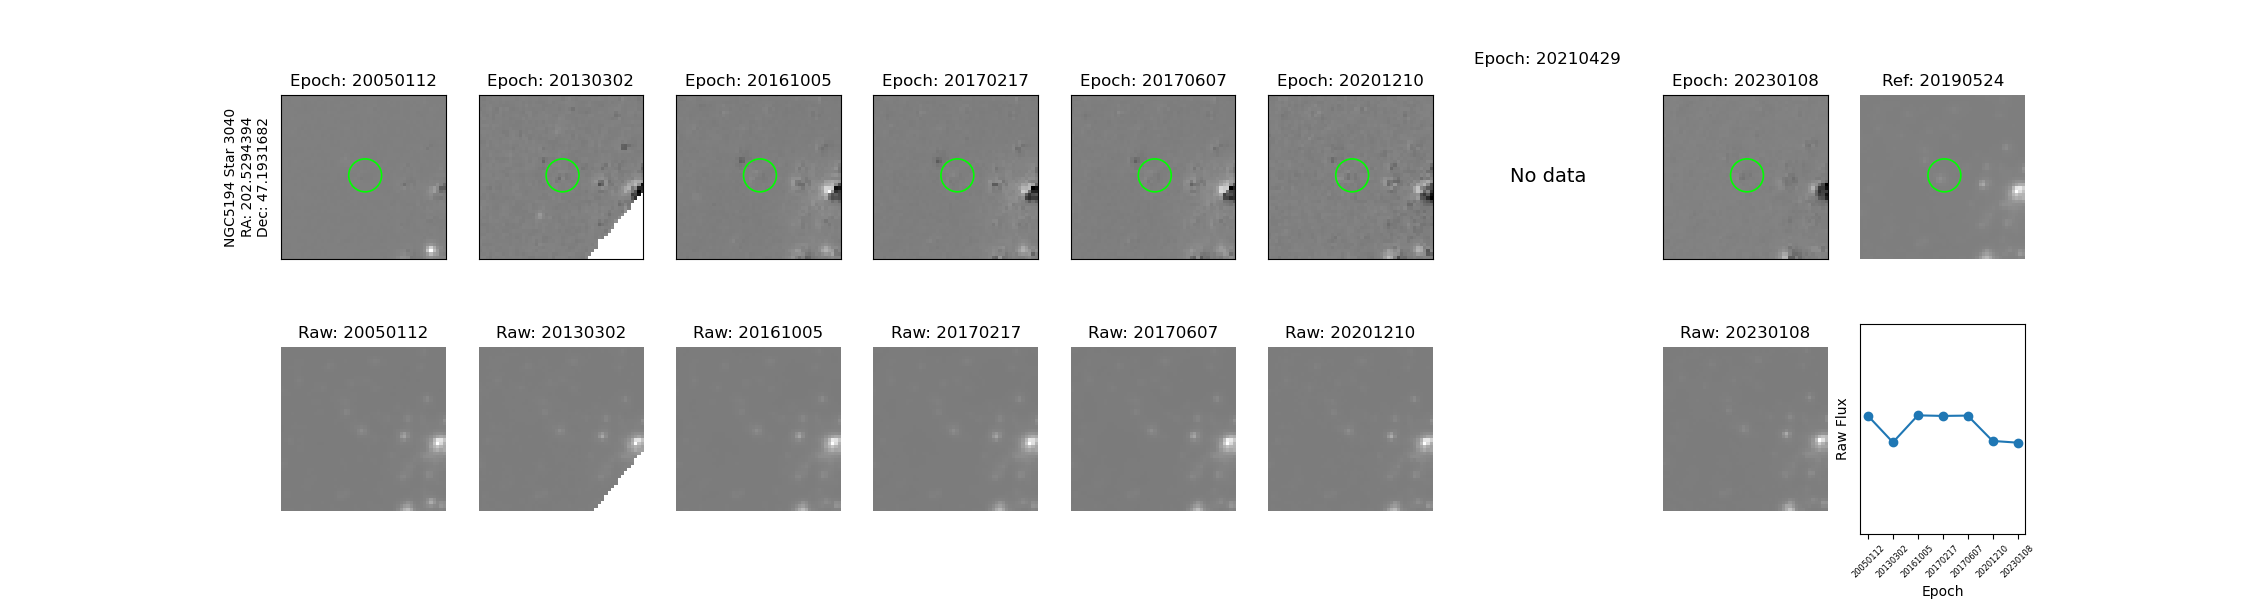 Epoch: 20210429
Epoch: 20050112
Epoch: 20130302
Epoch: 20161005
Epoch: 20170217
Epoch: 20170607
Epoch: 20201210
Epoch: 20230108
Ref: 20190524
NGC5194 Star 3040
RA: 202.5294394
Dec: 47.1931682
No data
Raw: 20050112
Raw: 20130302
Raw: 20161005
Raw: 20170217
Raw: 20170607
Raw: 20201210
Raw: 20230108
Raw Flux
20050112
20130302
20161005
20170217
20170607
20201210
20230108
Epoch